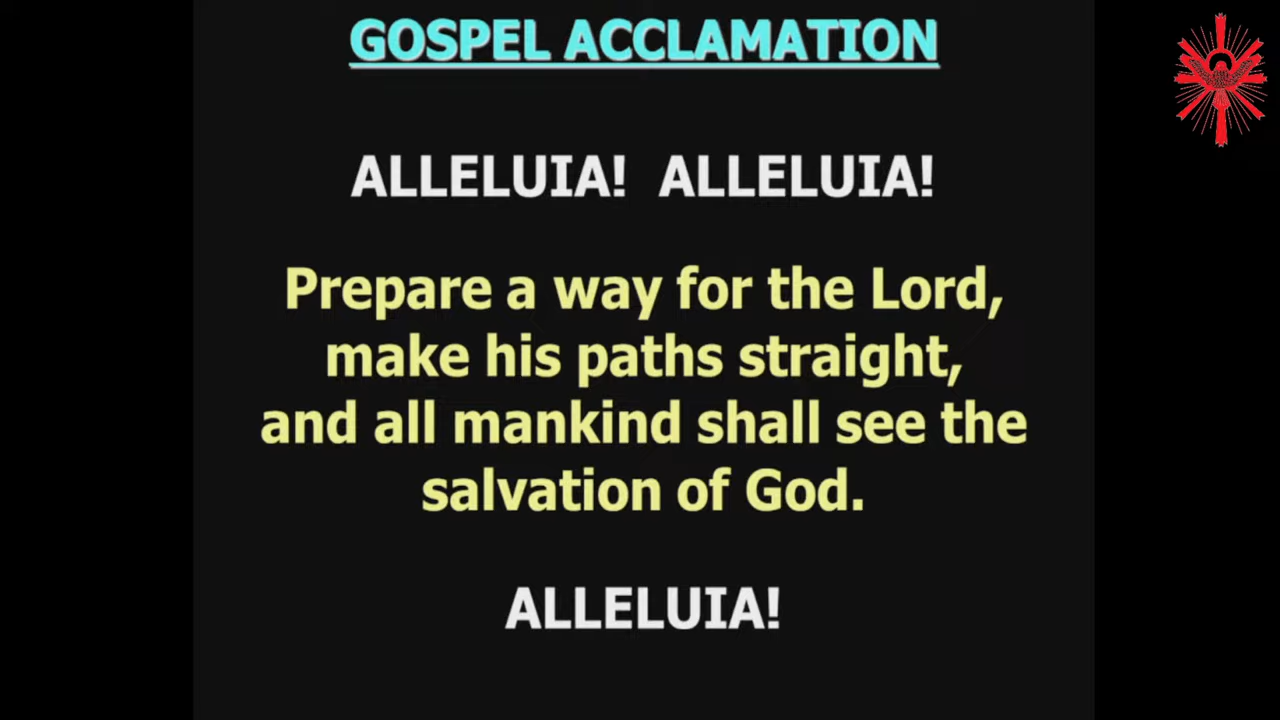 GOSPEL ACCLAMATION
ALLELUIA! ALLELUIA!
Prepare a way for the Lord,
make his paths straight,
and all mankind shall see the
salvation of God.
ALLELUIA!